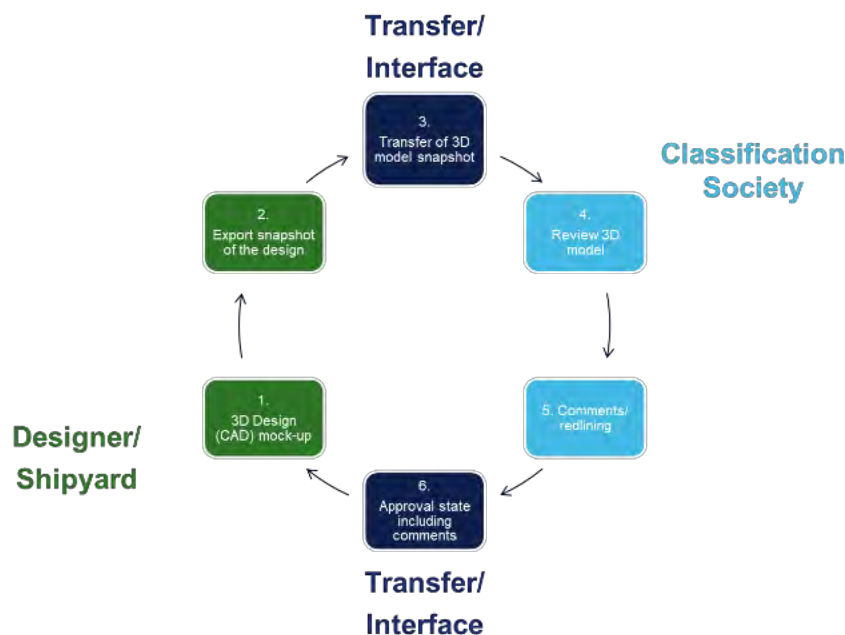 Transfer/
Interface
3.
Transfer of 3D
model snapshot
Classification
Society
2.
Export snapshot
of the design
4.
Review 3D
model
1.
3D Design
(CAD) mock-up
5. Comments/
redlining
Designer/
Shipyard
6.
Approval state
including
comments
Transfer/
Interface